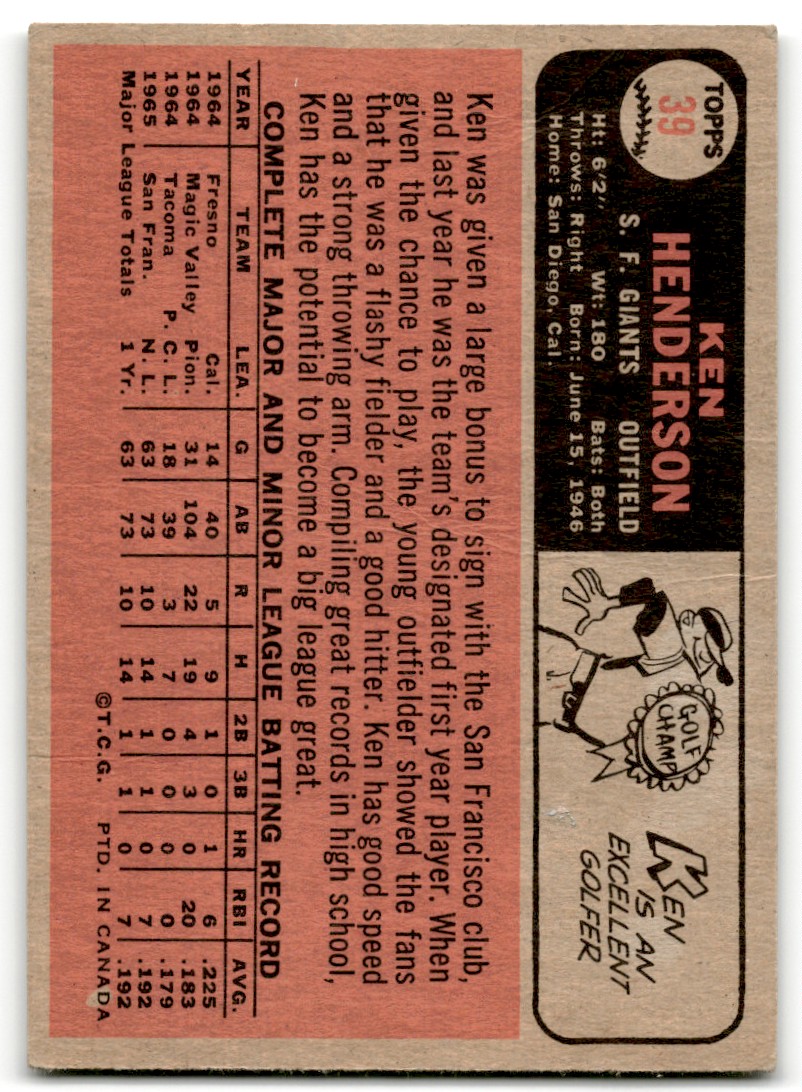 TOPPS
39
KEN
HENDERSON
S. F. GIANTS OUTFIELD
Ht: 6'2" Wt: 180 Bats: Both
Throws: Right Born: June 15, 1946
Home: San Diego, Cal.
GOLF
CHAMP
KEN
IS AN
EXCELLENT
GOLFER
Ken was given a large bonus to sign with the San Francisco club,
and last year he was the team's designated first year player. When
given the chance to play, the young outfielder showed the fans
that he was a flashy fielder and a good hitter. Ken has good speed
and a strong throwing arm. Compiling great records in high school,
Ken has the potential to become a big league great.
COMPLETE MAJOR AND MINOR LEAGUE BATTING RECORD
YEAR TEAM LEA. G AB R H 2B 3B HR RBI AVG.
1964 Fresno Cal. 14 40 5 9 1 0 1 6 .225
1964 Magic Valley Pion. 31 104 22 19 4 3 0 20 .183
1964 Tacoma P. C. L. 18 39 3 7 0 0 0 0 .179
1965 San Fran. N. L. 63 73 10 14 1 1 0 7 .192
Major League Totals 1 Yr. 63 73 10 14 1 1 0 7 .192
©T.C.G. PTD. IN CANADA